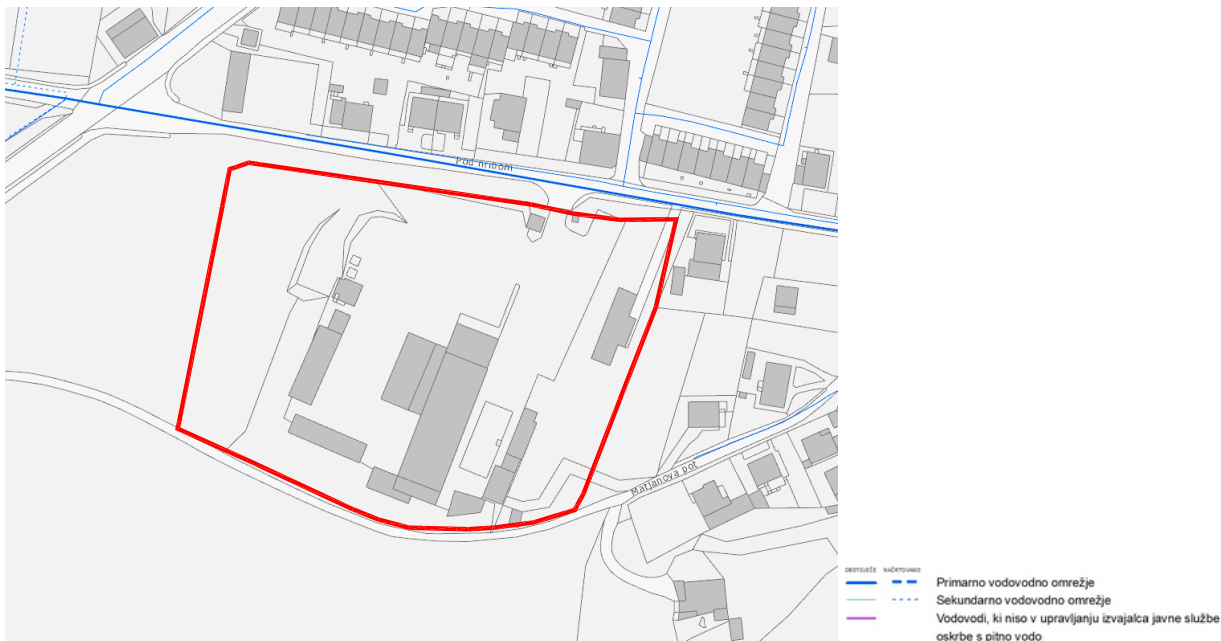 Pod hribom
Marjanova pot
OBSTOJEČE NAČRTOVANO
Primarno vodovodno omrežje
Sekundarno vodovodno omrežje
Vodovodi, ki niso v upravljanju izvajalca javne službe
oskrbe s pitno vodo